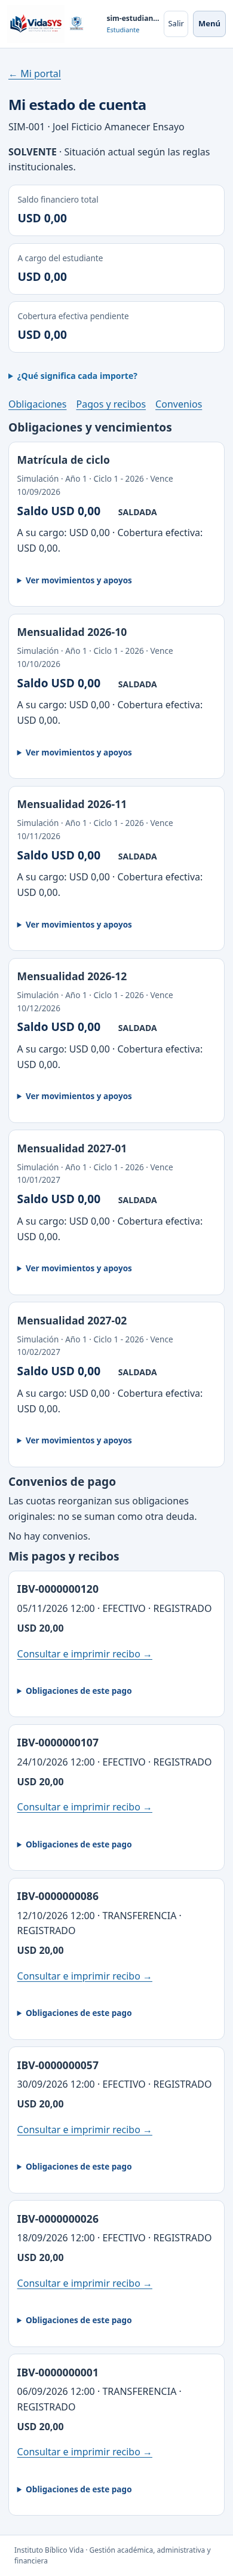 VidaSYS
sim-estudian...
Estudiante
Salir
Menú
← Mi portal
Mi estado de cuenta
SIM-001 · Joel Ficticio Amanecer Ensayo
SOLVENTE · Situación actual según las reglas
institucionales.
Saldo financiero total
USD 0,00
A cargo del estudiante
USD 0,00
Cobertura efectiva pendiente
USD 0,00
▶ ¿Qué significa cada importe?
Obligaciones Pagos y recibos Convenios
Obligaciones y vencimientos
Matrícula de ciclo
Simulación · Año 1 · Ciclo 1 - 2026 · Vence
10/09/2026
Saldo USD 0,00 SALDADA
A su cargo: USD 0,00 · Cobertura efectiva:
USD 0,00.
▶ Ver movimientos y apoyos
Mensualidad 2026-10
Simulación · Año 1 · Ciclo 1 - 2026 · Vence
10/10/2026
Saldo USD 0,00 SALDADA
A su cargo: USD 0,00 · Cobertura efectiva:
USD 0,00.
▶ Ver movimientos y apoyos
Mensualidad 2026-11
Simulación · Año 1 · Ciclo 1 - 2026 · Vence
10/11/2026
Saldo USD 0,00 SALDADA
A su cargo: USD 0,00 · Cobertura efectiva:
USD 0,00.
▶ Ver movimientos y apoyos
Mensualidad 2026-12
Simulación · Año 1 · Ciclo 1 - 2026 · Vence
10/12/2026
Saldo USD 0,00 SALDADA
A su cargo: USD 0,00 · Cobertura efectiva:
USD 0,00.
▶ Ver movimientos y apoyos
Mensualidad 2027-01
Simulación · Año 1 · Ciclo 1 - 2026 · Vence
10/01/2027
Saldo USD 0,00 SALDADA
A su cargo: USD 0,00 · Cobertura efectiva:
USD 0,00.
▶ Ver movimientos y apoyos
Mensualidad 2027-02
Simulación · Año 1 · Ciclo 1 - 2026 · Vence
10/02/2027
Saldo USD 0,00 SALDADA
A su cargo: USD 0,00 · Cobertura efectiva:
USD 0,00.
▶ Ver movimientos y apoyos
Convenios de pago
Las cuotas reorganizan sus obligaciones
originales: no se suman como otra deuda.
No hay convenios.
Mis pagos y recibos
IBV-0000000120
05/11/2026 12:00 · EFECTIVO · REGISTRADO
USD 20,00
Consultar e imprimir recibo →
▶ Obligaciones de este pago
IBV-0000000107
24/10/2026 12:00 · EFECTIVO · REGISTRADO
USD 20,00
Consultar e imprimir recibo →
▶ Obligaciones de este pago
IBV-0000000086
12/10/2026 12:00 · TRANSFERENCIA ·
REGISTRADO
USD 20,00
Consultar e imprimir recibo →
▶ Obligaciones de este pago
IBV-0000000057
30/09/2026 12:00 · EFECTIVO · REGISTRADO
USD 20,00
Consultar e imprimir recibo →
▶ Obligaciones de este pago
IBV-0000000026
18/09/2026 12:00 · EFECTIVO · REGISTRADO
USD 20,00
Consultar e imprimir recibo →
▶ Obligaciones de este pago
IBV-0000000001
06/09/2026 12:00 · TRANSFERENCIA ·
REGISTRADO
USD 20,00
Consultar e imprimir recibo →
▶ Obligaciones de este pago
Instituto Bíblico Vida · Gestión académica, administrativa y
financiera